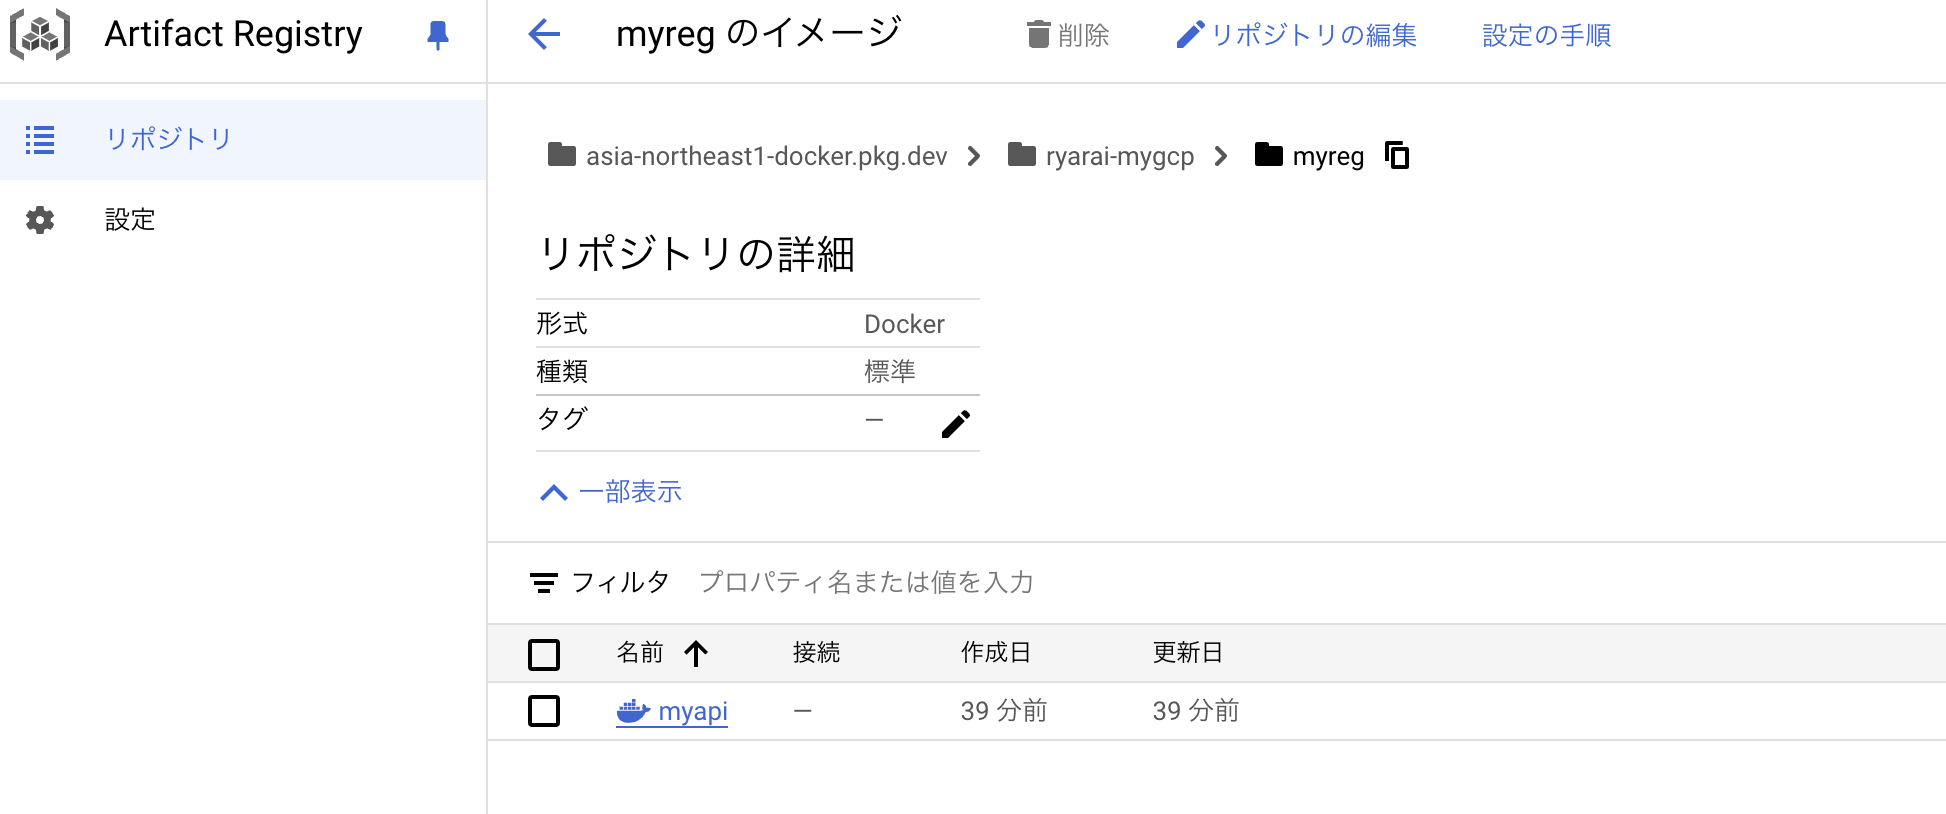 Artifact Registry
myreg のイメージ
削除
リポジトリの編集
設定の手順
リポジトリ
設定
asia-northeast1-docker.pkg.dev
ryarai-mygcp
myreg
リポジトリの詳細
形式 Docker
種類 標準
タグ —
一部表示
フィルタ プロパティ名または値を入力
名前 接続 作成日 更新日
myapi — 39 分前 39 分前